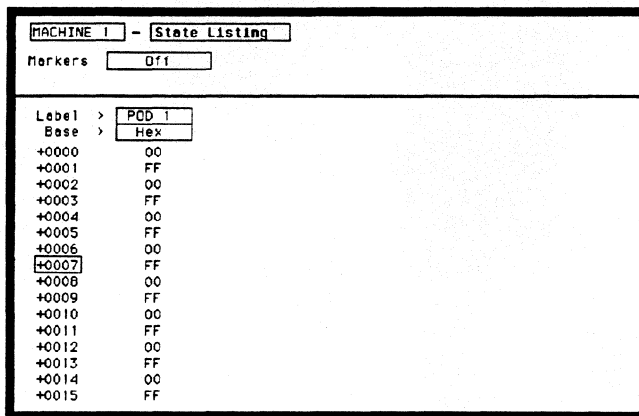 MACHINE 1 - State Listing
Markers Off
Label > POD 1
Base > Hex
+0000 00
+0001 FF
+0002 00
+0003 FF
+0004 00
+0005 FF
+0006 00
+0007 FF
+0008 00
+0009 FF
+0010 00
+0011 FF
+0012 00
+0013 FF
+0014 00
+0015 FF